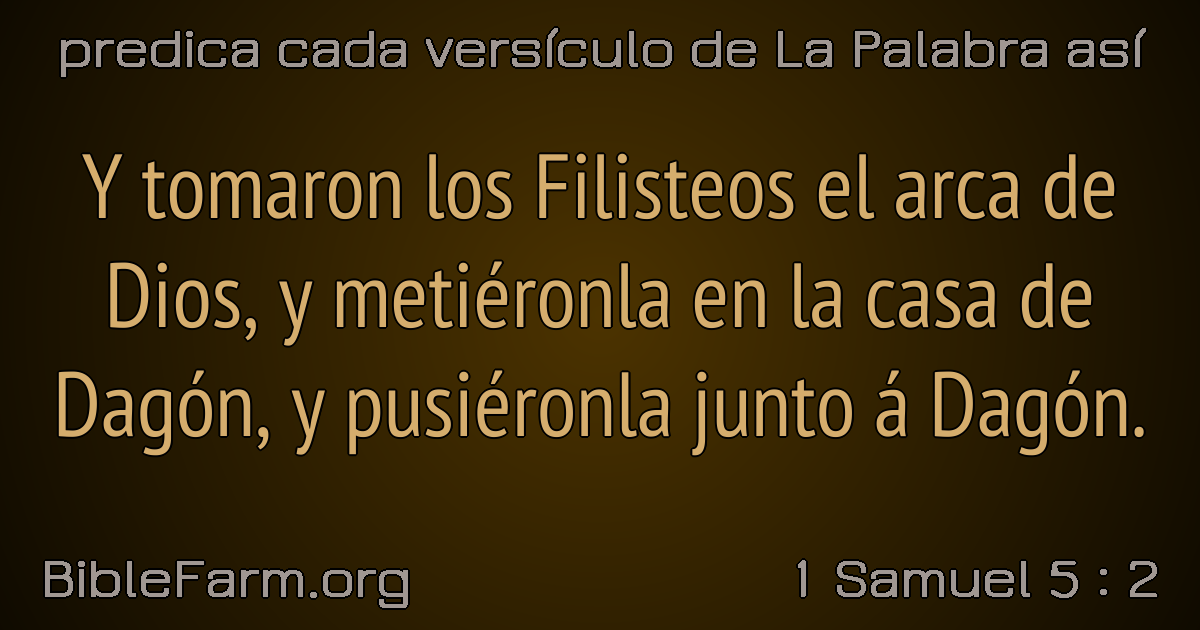 predica cada versículo de La Palabra así
Y tomaron los Filisteos el arca de
Dios, y metiéronla en la casa de
Dagón, y pusiéronla junto á Dagón.
BibleFarm.org
1 Samuel 5 : 2